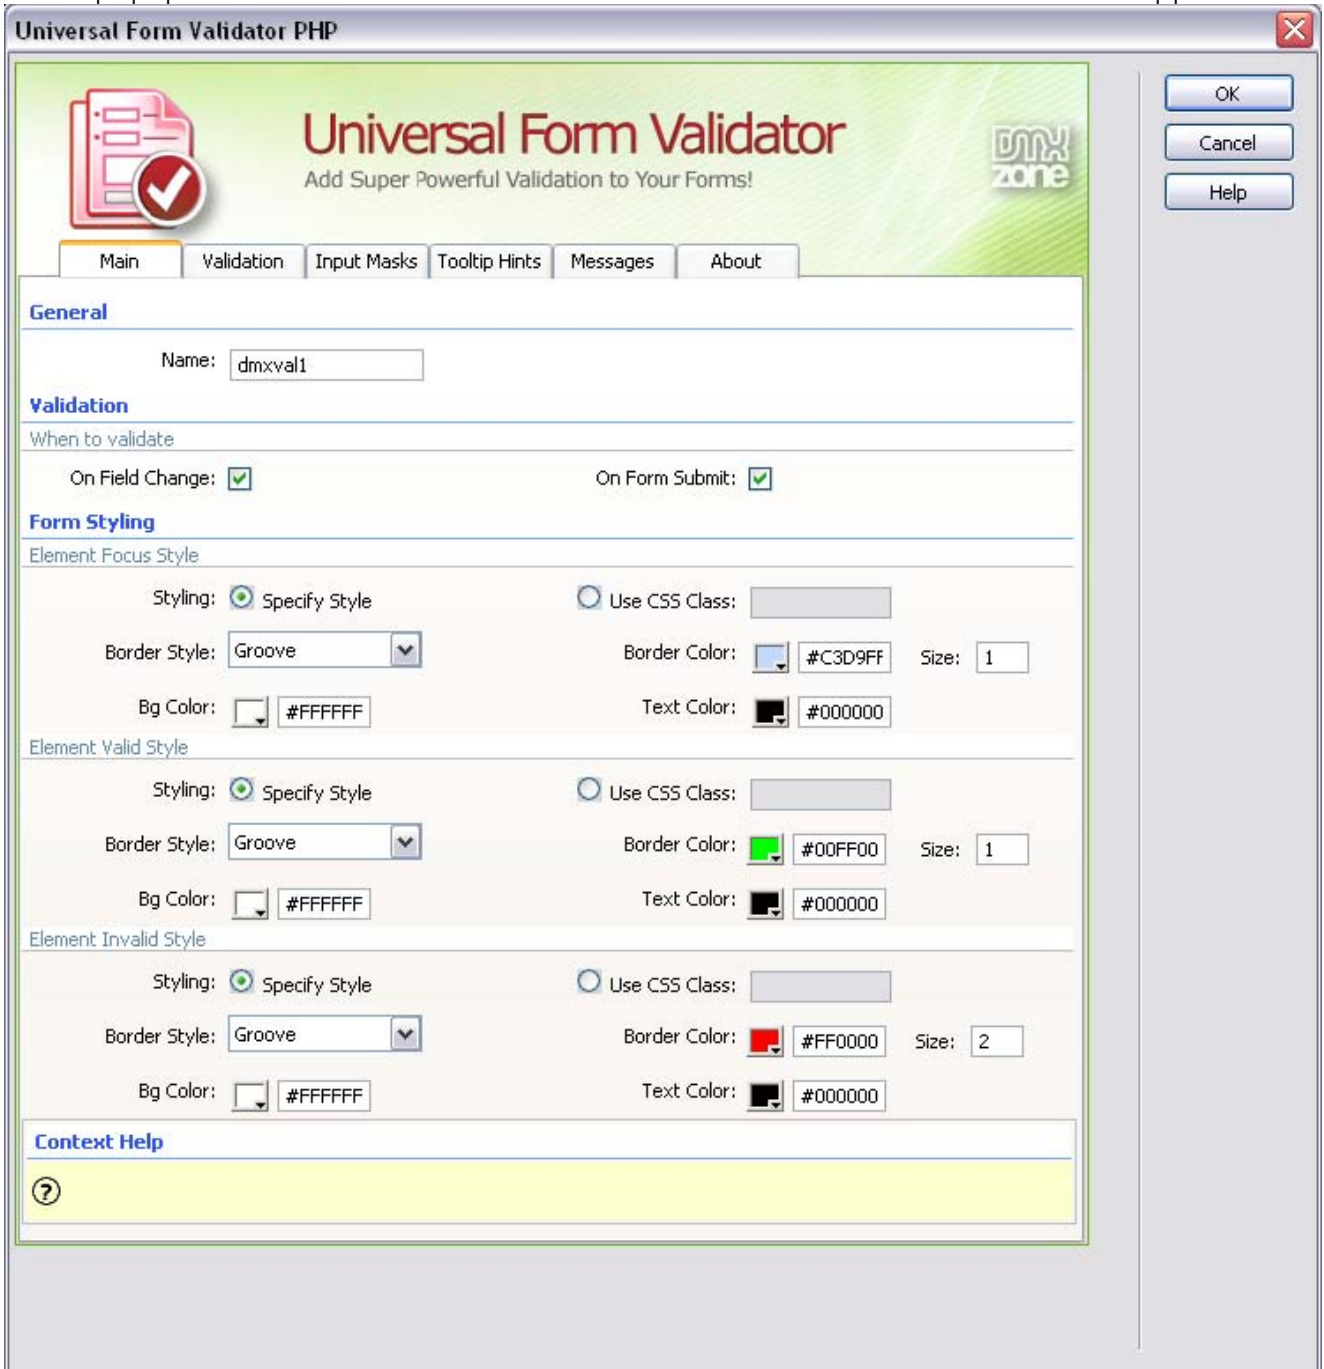 Universal Form Validator PHP
Universal Form Validator
Add Super Powerful Validation to Your Forms!
DMX
zone
OK
Cancel
Help
Main Validation Input Masks Tooltip Hints Messages About
General
Name: dmxval1
Validation
When to validate
On Field Change: On Form Submit:
Form Styling
Element Focus Style
Styling: Specify Style Use CSS Class:
Border Style: Groove Border Color: #C3D9FF Size: 1
Bg Color: #FFFFFF Text Color: #000000
Element Valid Style
Styling: Specify Style Use CSS Class:
Border Style: Groove Border Color: #00FF00 Size: 1
Bg Color: #FFFFFF Text Color: #000000
Element Invalid Style
Styling: Specify Style Use CSS Class:
Border Style: Groove Border Color: #FF0000 Size: 2
Bg Color: #FFFFFF Text Color: #000000
Context Help
?